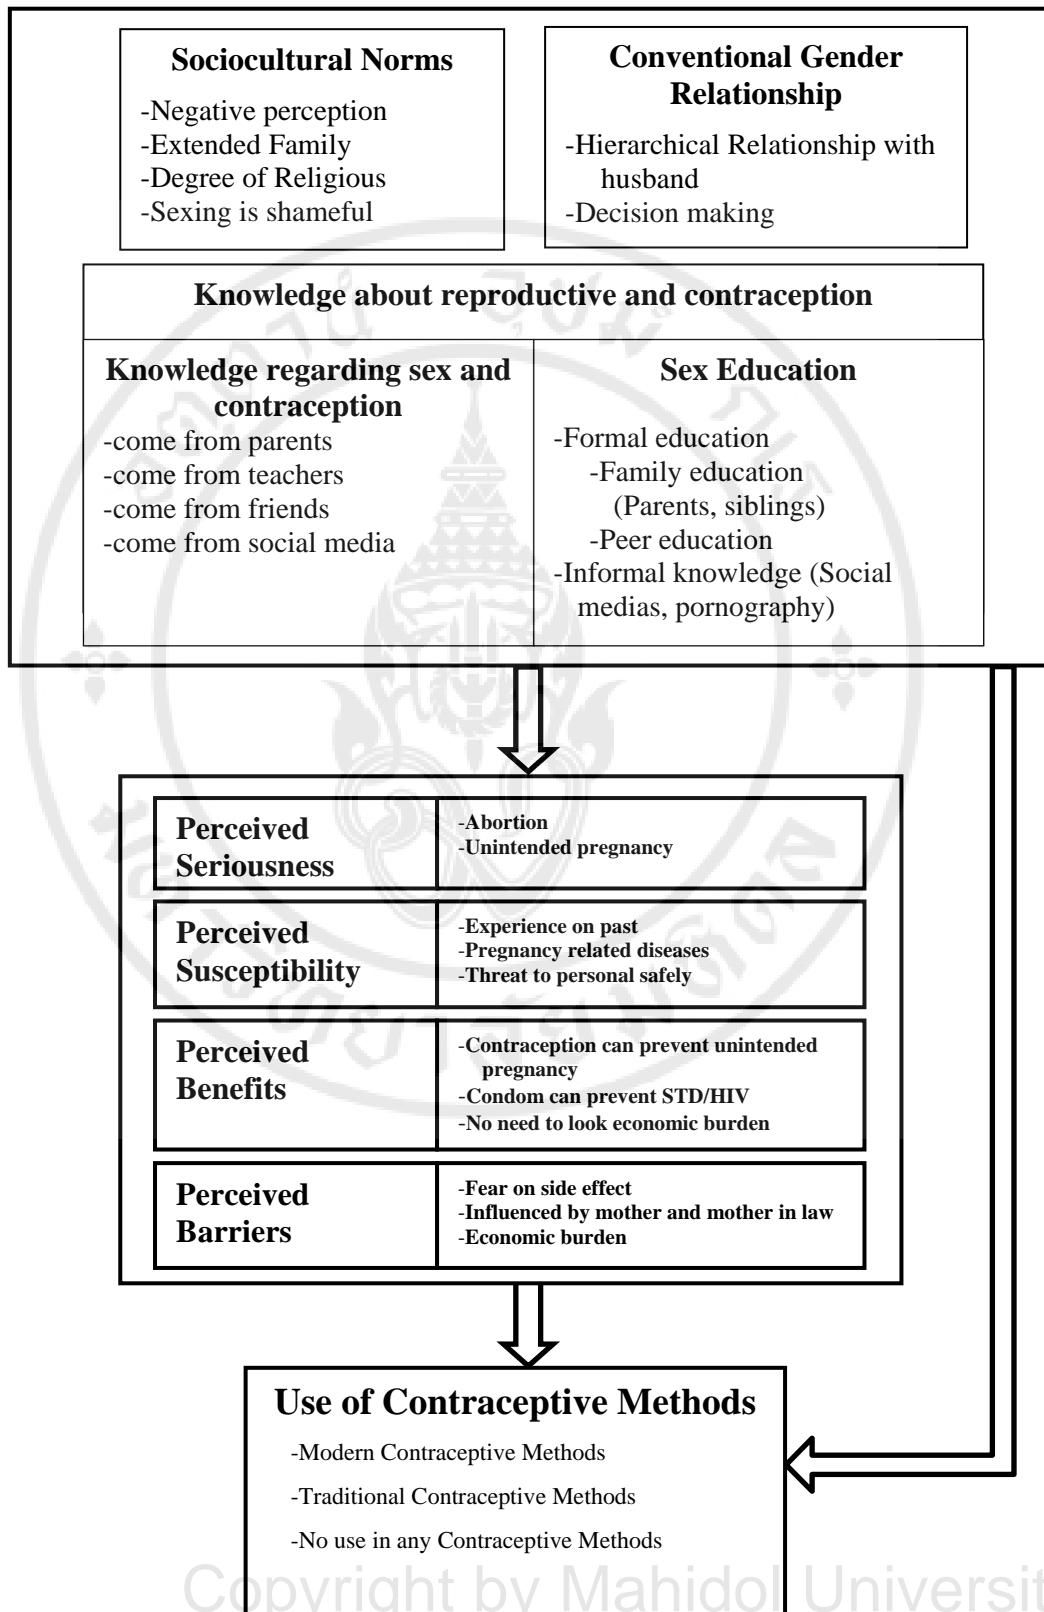 Sociocultural Norms
-Negative perception
-Extended Family
-Degree of Religious
-Sexing is shameful
Conventional Gender
Relationship
-Hierarchical Relationship with
husband
-Decision making
Knowledge about reproductive and contraception
Knowledge regarding sex and
contraception
-come from parents
-come from teachers
-come from friends
-come from social media
Sex Education
-Formal education
-Family education
(Parents, siblings)
-Peer education
-Informal knowledge (Social
medias, pornography)
Perceived
Seriousness
-Abortion
-Unintended pregnancy
Perceived
Susceptibility
-Experience on past
-Pregnancy related diseases
-Threat to personal safely
Perceived
Benefits
-Contraception can prevent unintended
pregnancy
-Condom can prevent STD/HIV
-No need to look economic burden
Perceived
Barriers
-Fear on side effect
-Influenced by mother and mother in law
-Economic burden
Use of Contraceptive Methods
-Modern Contraceptive Methods
-Traditional Contraceptive Methods
-No use in any Contraceptive Methods
Copyright by Mahidol Universit